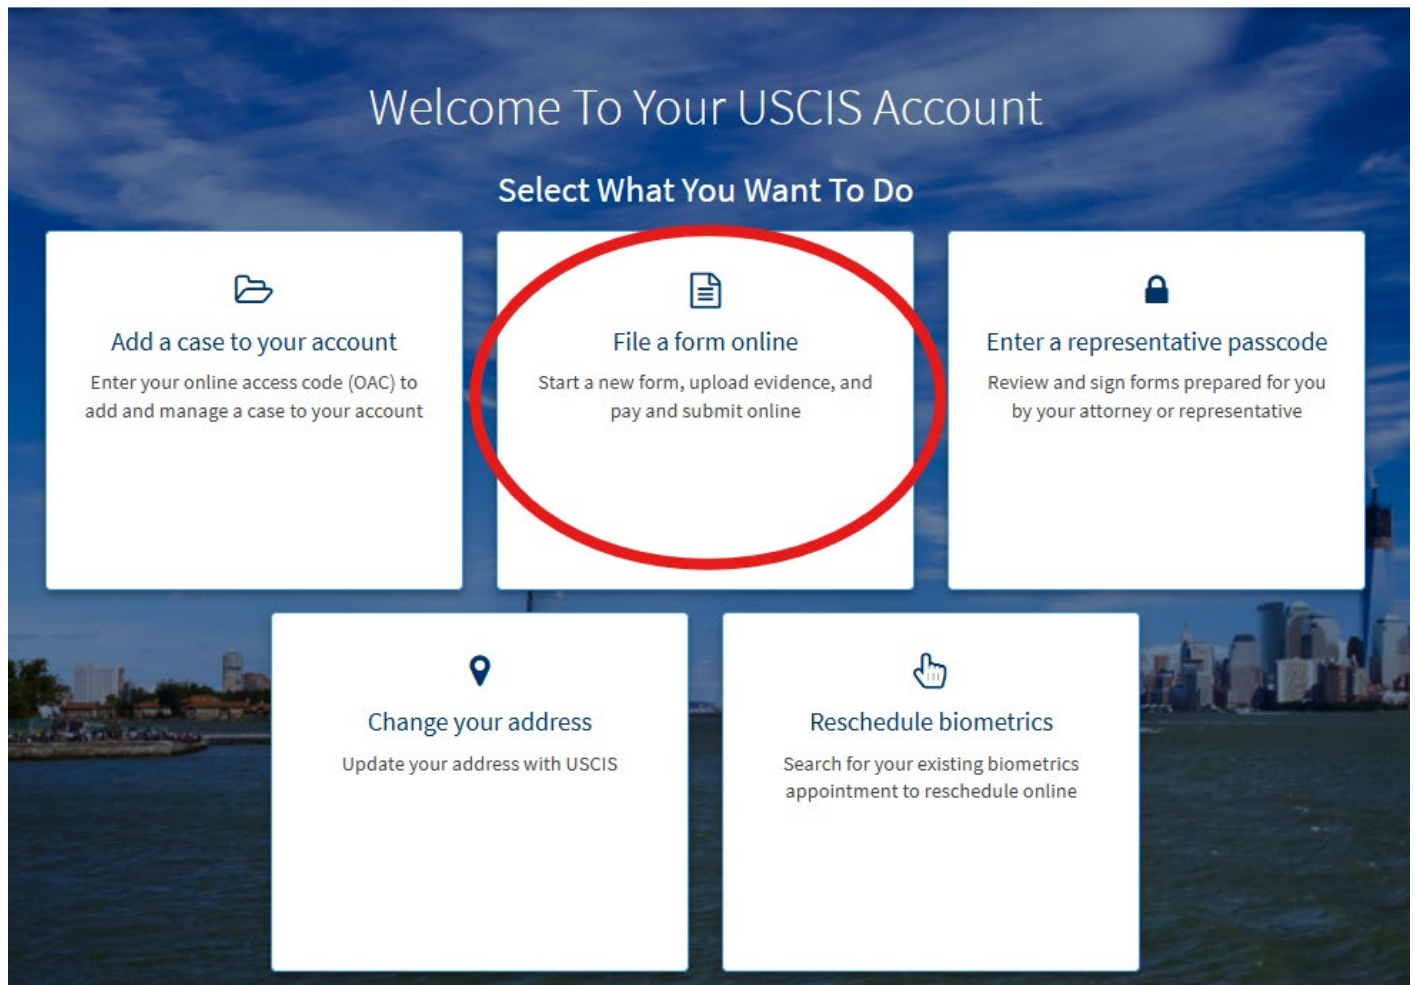 Welcome To Your USCIS Account
Select What You Want To Do
Add a case to your account
Enter your online access code (OAC) to
add and manage a case to your account
File a form online
Start a new form, upload evidence, and
pay and submit online
Enter a representative passcode
Review and sign forms prepared for you
by your attorney or representative
Change your address
Update your address with USCIS
Reschedule biometrics
Search for your existing biometrics
appointment to reschedule online